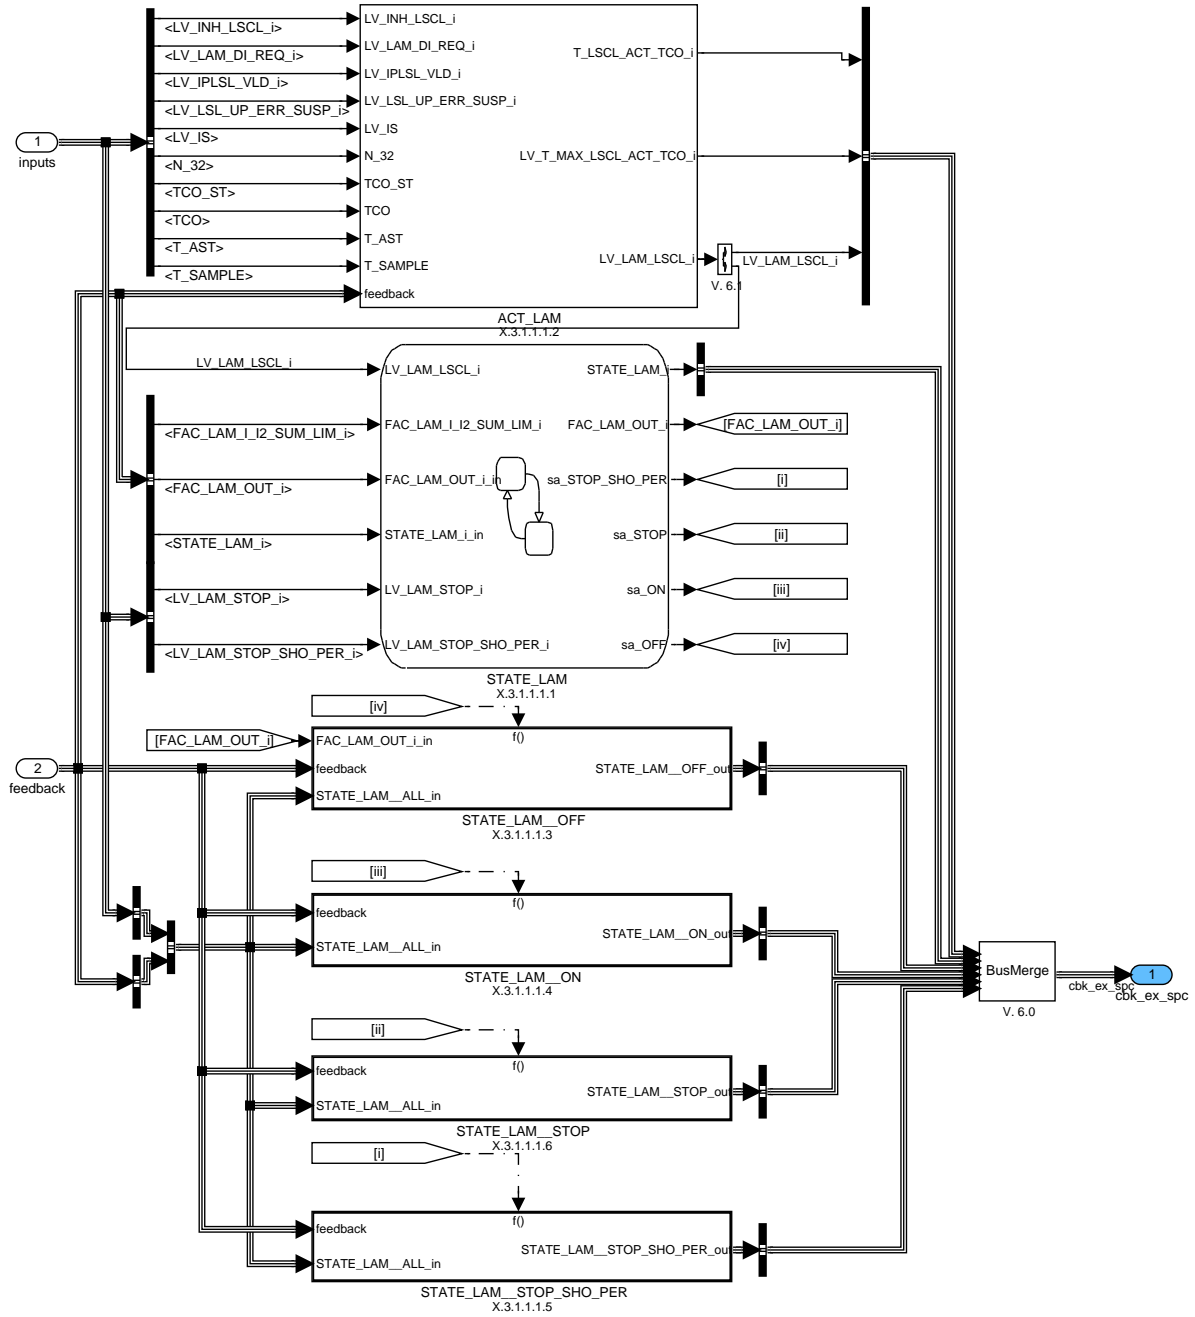 <LV_INH_LSCL_i>
<LV_LAM_DI_REQ_i>
<LV_IPLSL_VLD_i>
<LV_LSL_UP_ERR_SUSP_i>
<LV_IS>
<N_32>
<TCO_ST>
<TCO>
<T_AST>
<T_SAMPLE>
1
inputs
LV_INH_LSCL_i
LV_LAM_DI_REQ_i
LV_IPLSL_VLD_i
LV_LSL_UP_ERR_SUSP_i
LV_IS
N_32
TCO_ST
TCO
T_AST
T_SAMPLE
feedback
T_LSCL_ACT_TCO_i
LV_T_MAX_LSCL_ACT_TCO_i
LV_LAM_LSCL_i
LV_LAM_LSCL_i
V. 6.1
ACT_LAM
X.3.1.1.1.2
LV_LAM_LSCL_i
<FAC_LAM_I_I2_SUM_LIM_i>
<FAC_LAM_OUT_i>
<STATE_LAM_i>
<LV_LAM_STOP_i>
<LV_LAM_STOP_SHO_PER_i>
LV_LAM_LSCL_i
FAC_LAM_I_I2_SUM_LIM_i
FAC_LAM_OUT_i_in
STATE_LAM_i_in
LV_LAM_STOP_i
LV_LAM_STOP_SHO_PER_i
STATE_LAM_i
FAC_LAM_OUT_i
sa_STOP_SHO_PER
sa_STOP
sa_ON
sa_OFF
[FAC_LAM_OUT_i]
[i]
[ii]
[iii]
[iv]
STATE_LAM
X.3.1.1.1.1
[iv]
[FAC_LAM_OUT_i]
2
feedback
f()
FAC_LAM_OUT_i_in
feedback
STATE_LAM__ALL_in
STATE_LAM__OFF_out
STATE_LAM__OFF
X.3.1.1.1.3
[iii]
f()
feedback
STATE_LAM__ALL_in
STATE_LAM__ON_out
STATE_LAM__ON
X.3.1.1.1.4
BusMerge
V. 6.0
cbk_ex_spc
1
cbk_ex_spc
[ii]
f()
feedback
STATE_LAM__ALL_in
STATE_LAM__STOP_out
STATE_LAM__STOP
X.3.1.1.1.6
[i]
f()
feedback
STATE_LAM__ALL_in
STATE_LAM__STOP_SHO_PER_out
STATE_LAM__STOP_SHO_PER
X.3.1.1.1.5